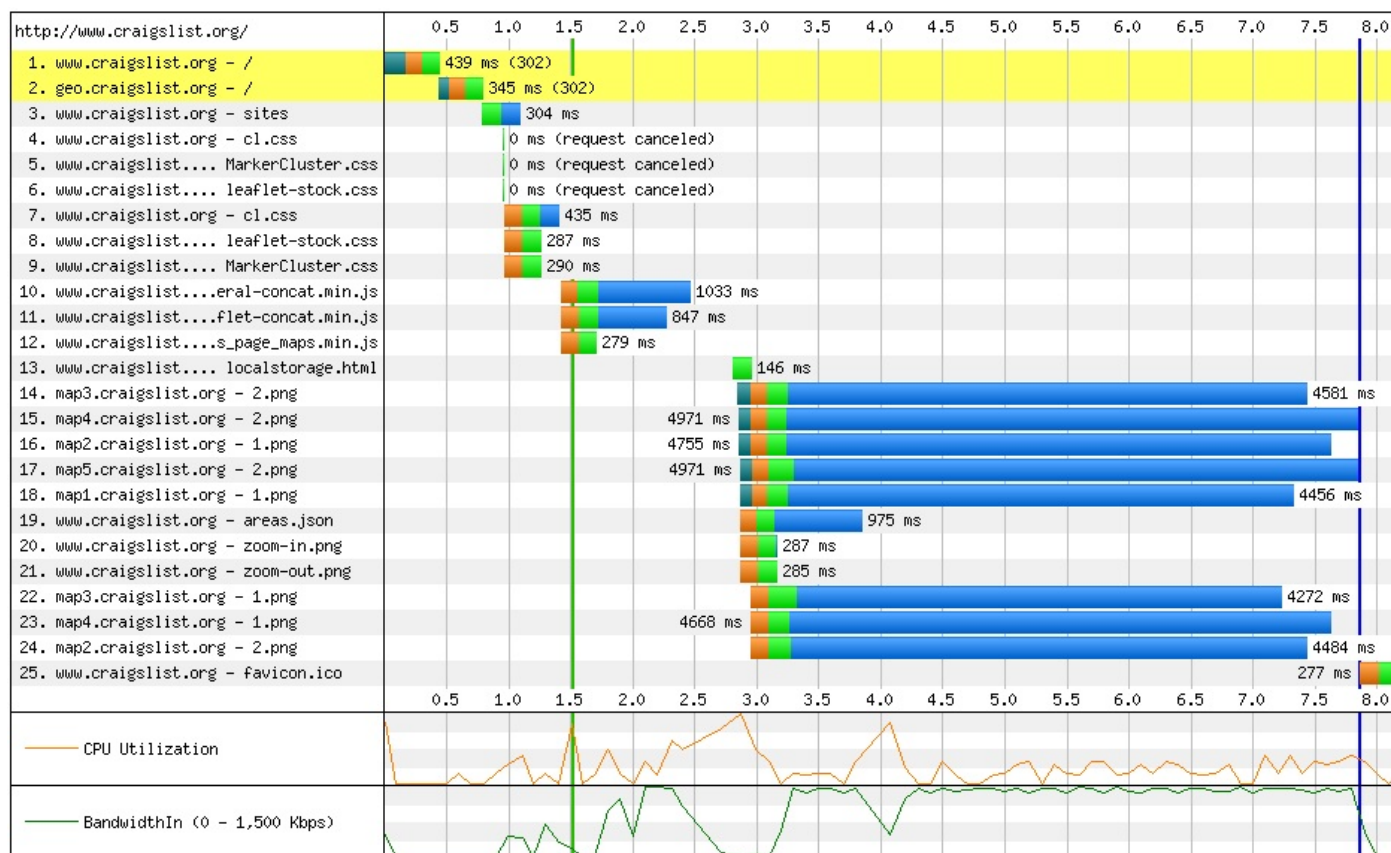 http://www.craigslist.org/
0.5 1.0 1.5 2.0 2.5 3.0 3.5 4.0 4.5 5.0 5.5 6.0 6.5 7.0 7.5 8.0
1. www.craigslist.org - / 439 ms (302)
2. geo.craigslist.org - / 345 ms (302)
3. www.craigslist.org - sites 304 ms
4. www.craigslist.org - cl.css 0 ms (request canceled)
5. www.craigslist.... MarkerCluster.css 0 ms (request canceled)
6. www.craigslist.... leaflet-stock.css 0 ms (request canceled)
7. www.craigslist.org - cl.css 435 ms
8. www.craigslist.... leaflet-stock.css 287 ms
9. www.craigslist.... MarkerCluster.css 290 ms
10. www.craigslist....eral-concat.min.js 1033 ms
11. www.craigslist....flet-concat.min.js 847 ms
12. www.craigslist....s_page_maps.min.js 279 ms
13. www.craigslist.... localstorage.html 146 ms
14. map3.craigslist.org - 2.png 4581 ms
15. map4.craigslist.org - 2.png 4971 ms
16. map2.craigslist.org - 1.png 4755 ms
17. map5.craigslist.org - 2.png 4971 ms
18. map1.craigslist.org - 1.png 4456 ms
19. www.craigslist.org - areas.json 975 ms
20. www.craigslist.org - zoom-in.png 287 ms
21. www.craigslist.org - zoom-out.png 285 ms
22. map3.craigslist.org - 1.png 4272 ms
23. map4.craigslist.org - 1.png 4668 ms
24. map2.craigslist.org - 2.png 4484 ms
25. www.craigslist.org - favicon.ico 277 ms
0.5 1.0 1.5 2.0 2.5 3.0 3.5 4.0 4.5 5.0 5.5 6.0 6.5 7.0 7.5 8.0
CPU Utilization
BandwidthIn (0 - 1,500 Kbps)